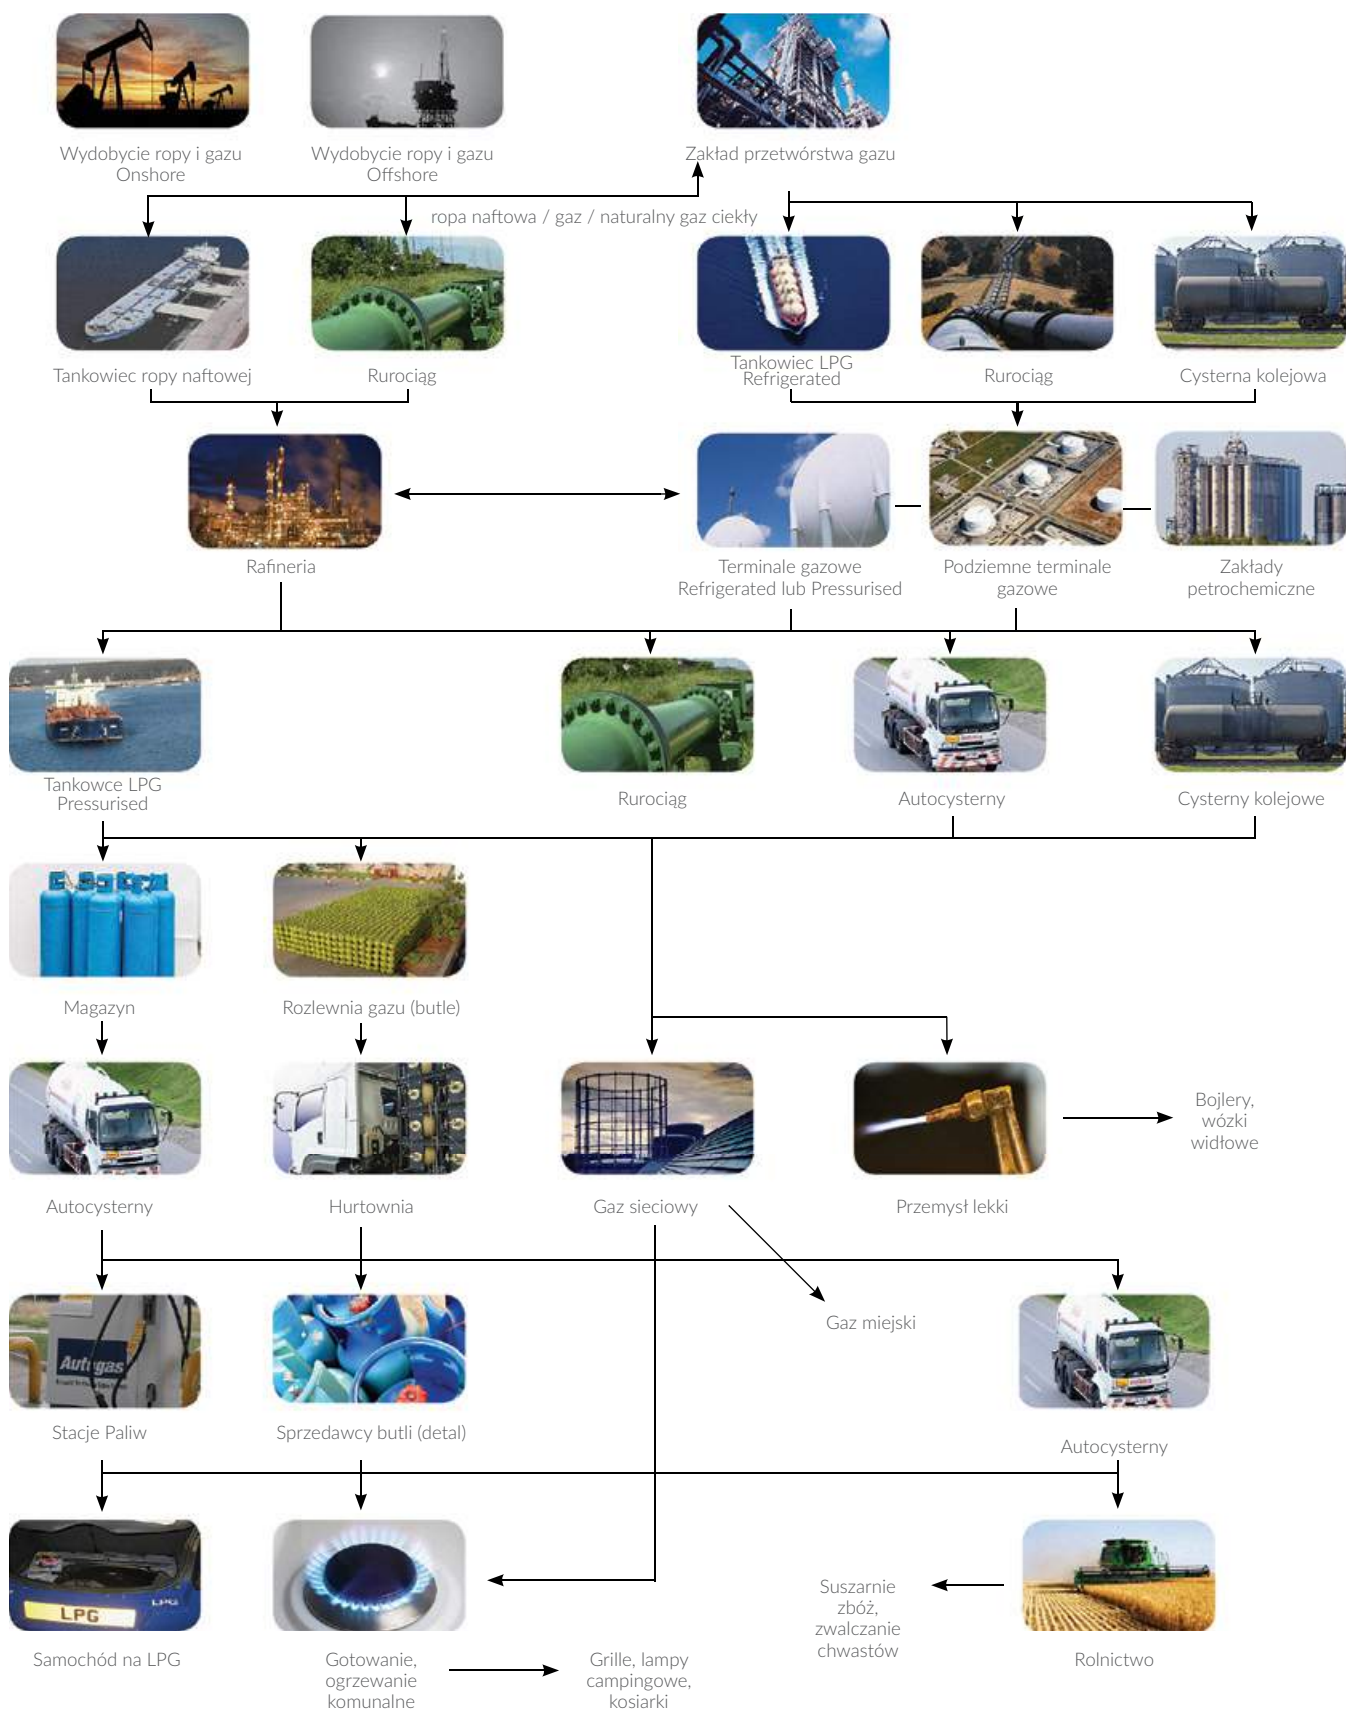 Wydobycie ropy i gazu
Onshore
Wydobycie ropy i gazu
Offshore
Zakład przetwórstwa gazu
ropa naftowa / gaz / naturalny gaz ciekły
Tankowiec ropy naftowej
Rurociąg
Tankowiec LPG
Refrigerated
Rurociąg
Cysterna kolejowa
Rafineria
Terminale gazowe
Refrigerated lub Pressurised
Podziemne terminale
gazowe
Zakłady
petrochemiczne
Tankowce LPG
Pressurised
Rurociąg
Autocysterny
Cysterny kolejowe
Magazyn
Rozlewnia gazu (butle)
Autocysterny
Hurtownia
Gaz sieciowy
Przemysł lekki
Bojlery,
wózki
widłowe
Gaz miejski
Autogas
Stacje Paliw
Sprzedawcy butli (detal)
Autocysterny
LPG
LPG
Samochód na LPG
Gotowanie,
ogrzewanie
komunalne
Grille, lampy
campingowe,
kosiarki
Suszarnie
zbóż,
zwalczanie
chwastów
Rolnictwo